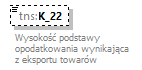 tns:K_22
Wysokość podstawy
opodatkowania wynikająca
z eksportu towarów